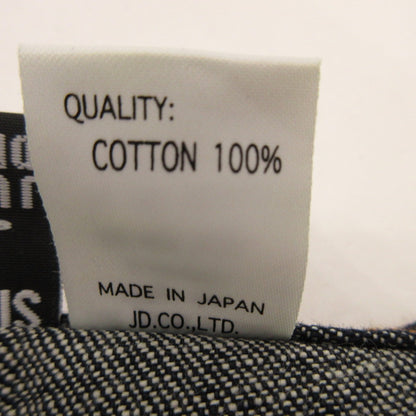 QUALITY:
COTTON 100%
MADE IN JAPAN
JD.CO.,LTD.